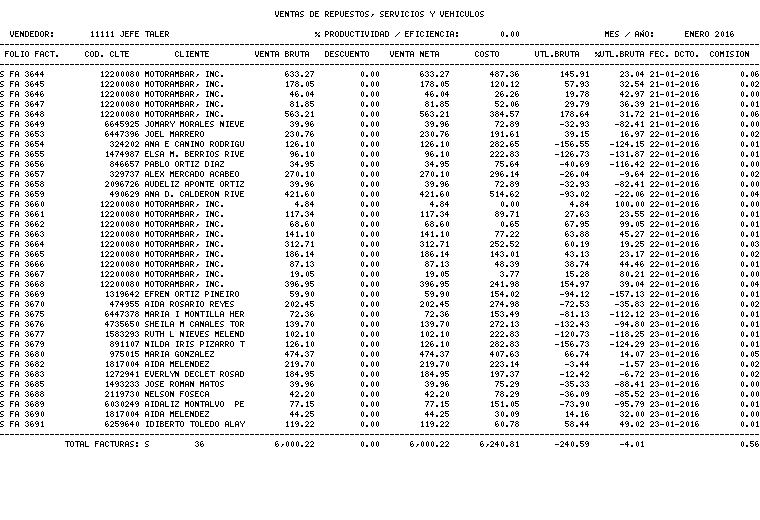 VENTAS DE REPUESTOS, SERVICIOS Y VEHICULOS
VENDEDOR: 11111 JEFE TALER % PRODUCTIVIDAD / EFICIENCIA: 0.00 MES / AÑO: ENERO 2016
FOLIO FACT. COD. CLTE CLIENTE VENTA BRUTA DESCUENTO VENTA NETA COSTO UTL.BRUTA %UTL.BRUTA FEC. DCTO. COMISION
S FA 3644 12200080 MOTORAMBAR, INC. 633.27 0.00 633.27 487.36 145.91 23.04 21-01-2016 0.06
S FA 3645 12200080 MOTORAMBAR, INC. 178.05 0.00 178.05 120.12 57.93 32.54 21-01-2016 0.02
S FA 3646 12200080 MOTORAMBAR, INC. 46.04 0.00 46.04 26.26 19.78 42.97 21-01-2016 0.00
S FA 3647 12200080 MOTORAMBAR, INC. 81.85 0.00 81.85 52.06 29.79 36.39 21-01-2016 0.01
S FA 3648 12200080 MOTORAMBAR, INC. 563.21 0.00 563.21 384.57 178.64 31.72 21-01-2016 0.06
S FA 3649 6645925 JOMARY MORALES NIEVE 39.96 0.00 39.96 72.89 -32.93 -82.41 21-01-2016 0.00
S FA 3653 6447396 JOEL MARRERO 230.76 0.00 230.76 191.61 39.15 16.97 22-01-2016 0.02
S FA 3654 324202 ANA E CANINO RODRIGU 126.10 0.00 126.10 282.65 -156.55 -124.15 22-01-2016 0.01
S FA 3655 1474987 ELSA M. BERRIOS RIVE 96.10 0.00 96.10 222.83 -126.73 -131.87 22-01-2016 0.01
S FA 3656 846657 PABLO ORTIZ DIAZ 34.95 0.00 34.95 75.64 -40.69 -116.42 22-01-2016 0.00
S FA 3657 329737 ALEX MERCADO ACABEO 270.10 0.00 270.10 296.14 -26.04 -9.64 22-01-2016 0.02
S FA 3658 2096726 AUDELIZ APONTE ORTIZ 39.96 0.00 39.96 72.89 -32.93 -82.41 22-01-2016 0.00
S FA 3659 490629 ANA D. CALDERON RIVE 421.60 0.00 421.60 514.62 -93.02 -22.06 22-01-2016 0.04
S FA 3660 12200080 MOTORAMBAR, INC. 4.84 0.00 4.84 0.00 4.84 100.00 22-01-2016 0.00
S FA 3661 12200080 MOTORAMBAR, INC. 117.34 0.00 117.34 89.71 27.63 23.55 22-01-2016 0.01
S FA 3662 12200080 MOTORAMBAR, INC. 68.60 0.00 68.60 0.65 67.95 99.05 22-01-2016 0.01
S FA 3663 12200080 MOTORAMBAR, INC. 141.10 0.00 141.10 77.22 63.88 45.27 22-01-2016 0.01
S FA 3664 12200080 MOTORAMBAR, INC. 312.71 0.00 312.71 252.52 60.19 19.25 22-01-2016 0.03
S FA 3665 12200080 MOTORAMBAR, INC. 186.14 0.00 186.14 143.01 43.13 23.17 22-01-2016 0.02
S FA 3666 12200080 MOTORAMBAR, INC. 87.13 0.00 87.13 48.39 38.74 44.46 22-01-2016 0.01
S FA 3667 12200080 MOTORAMBAR, INC. 19.05 0.00 19.05 3.77 15.28 80.21 22-01-2016 0.00
S FA 3668 12200080 MOTORAMBAR, INC. 396.95 0.00 396.95 241.98 154.97 39.04 22-01-2016 0.04
S FA 3669 1319642 EFREN ORTIZ PINEIRO 59.90 0.00 59.90 154.02 -94.12 -157.13 22-01-2016 0.01
S FA 3670 474955 AIDA ROSARIO REYES 202.45 0.00 202.45 274.98 -72.53 -35.83 22-01-2016 0.02
S FA 3675 6447378 MARIA I MONTILLA HER 72.36 0.00 72.36 153.49 -81.13 -112.12 23-01-2016 0.01
S FA 3676 4735650 SHEILA M CANALES TOR 139.70 0.00 139.70 272.13 -132.43 -94.80 23-01-2016 0.01
S FA 3677 1583293 RUTH L NIEVES MELEND 102.10 0.00 102.10 222.83 -120.73 -118.25 23-01-2016 0.01
S FA 3679 891107 NILDA IRIS PIZARRO T 126.10 0.00 126.10 282.83 -156.73 -124.29 23-01-2016 0.01
S FA 3680 975015 MARIA GONZALEZ 474.37 0.00 474.37 407.63 66.74 14.07 23-01-2016 0.05
S FA 3682 1817004 AIDA MELENDEZ 219.70 0.00 219.70 223.14 -3.44 -1.57 23-01-2016 0.02
S FA 3683 1272941 EVERLYN DECLET ROSAD 184.95 0.00 184.95 197.37 -12.42 -6.72 23-01-2016 0.02
S FA 3685 1493233 JOSE ROMAN MATOS 39.96 0.00 39.96 75.29 -35.33 -88.41 23-01-2016 0.00
S FA 3688 2119730 NELSON FOSECA 42.20 0.00 42.20 78.29 -36.09 -85.52 23-01-2016 0.00
S FA 3689 6030249 AIDALIZ MONTALVO PE 77.15 0.00 77.15 151.05 -73.90 -95.79 23-01-2016 0.01
S FA 3690 1817004 AIDA MELENDEZ 44.25 0.00 44.25 30.09 14.16 32.00 23-01-2016 0.00
S FA 3691 6259640 IDIBERTO TOLEDO ALAY 119.22 0.00 119.22 60.78 58.44 49.02 23-01-2016 0.01
TOTAL FACTURAS: S 36 6,000.22 0.00 6,000.22 6,240.81 -240.59 -4.01 0.56